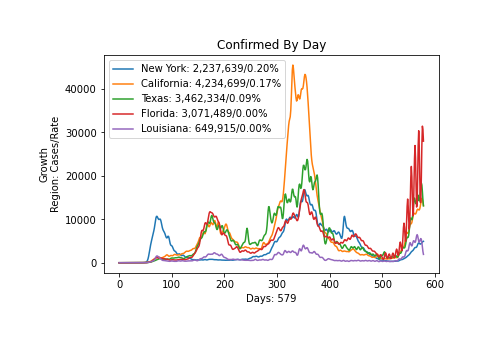 Confirmed By Day
New York: 2,237,639/0.20%
California: 4,234,699/0.17%
Texas: 3,462,334/0.09%
Florida: 3,071,489/0.00%
Louisiana: 649,915/0.00%
Growth
Region: Cases/Rate
40000
30000
20000
10000
0
0 100 200 300 400 500 600
Days: 579